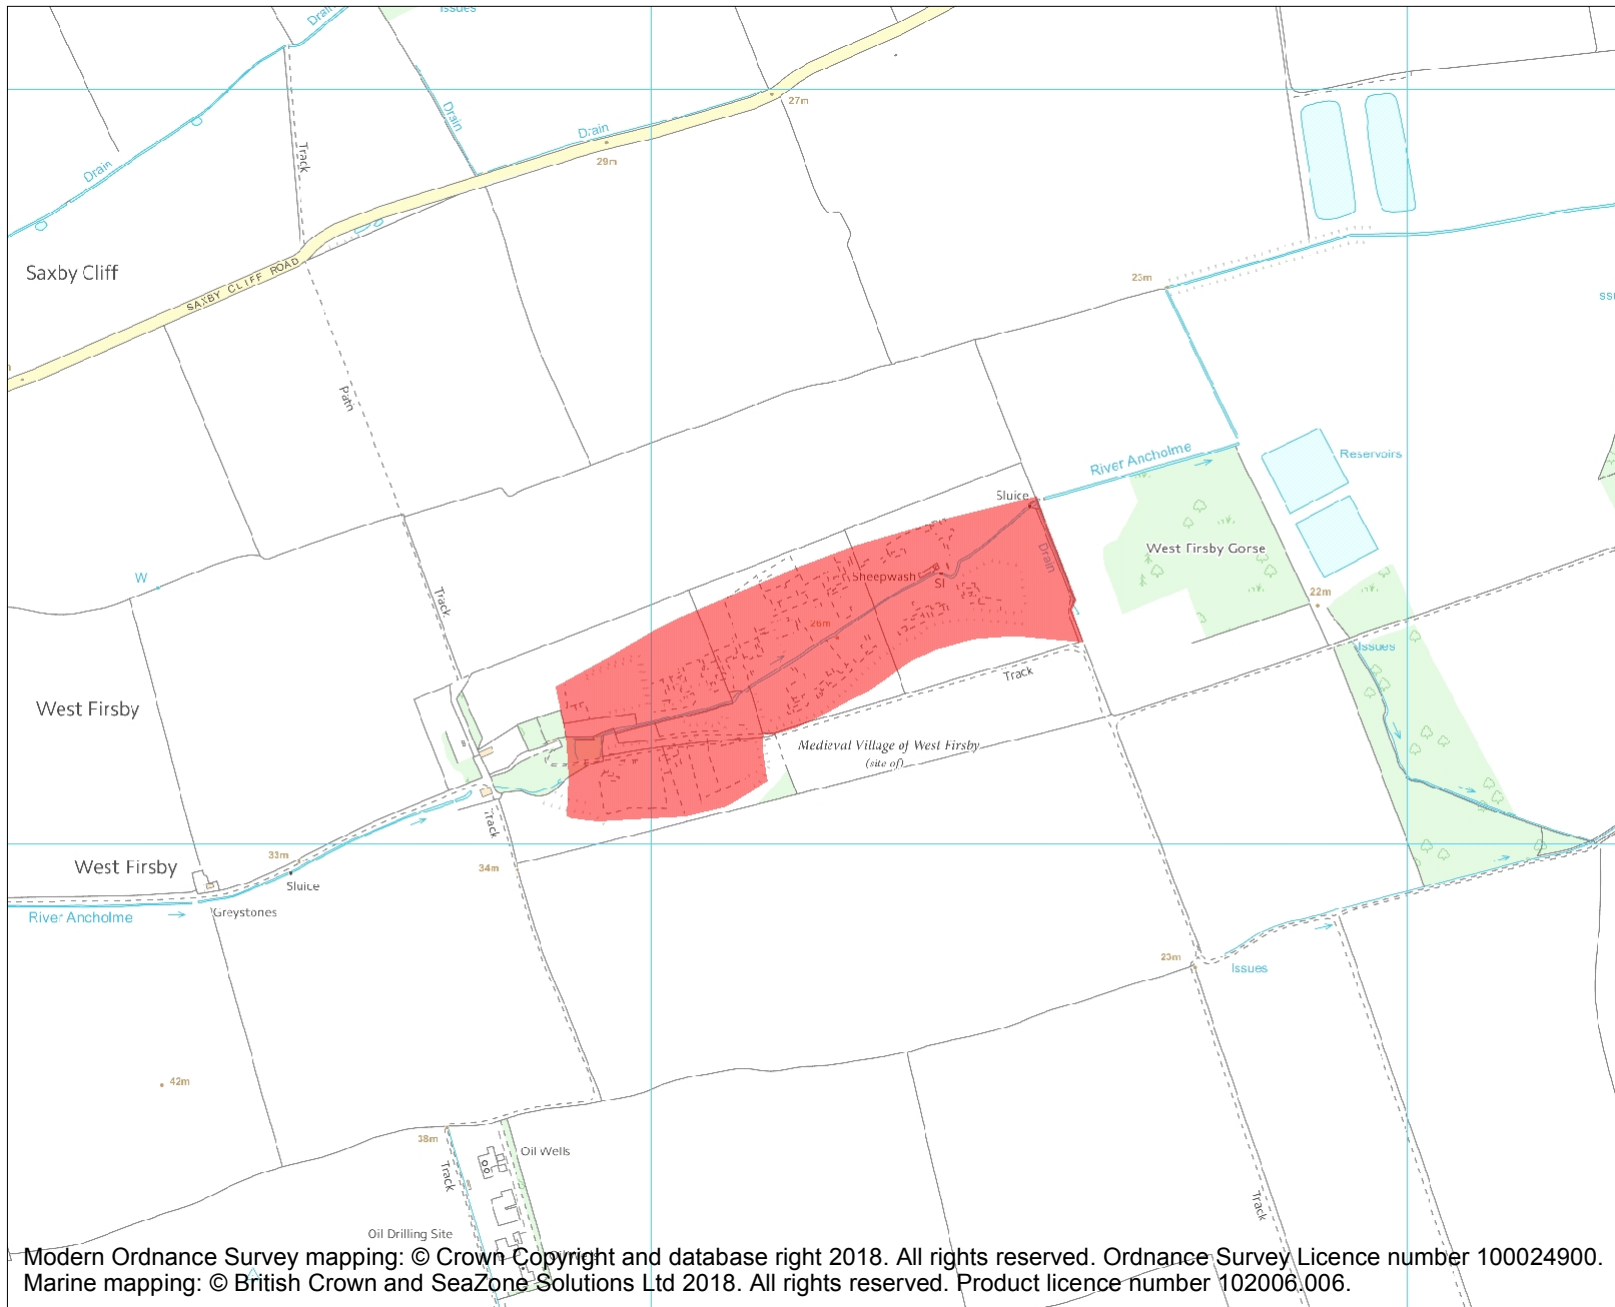 Issues
Drain
Drain
Drain
Drain
27m
29m
Track
Saxby Cliff
SAXBY CLIFF ROAD
23m
Path
River Ancholme
Reservoirs
Sluice
West Firsby Gorse
Drain
Sheepwash
Sl
W
Track
22m
26m
Issues
Track
West Firsby
Medieval Village of West Firsby
(site of)
Track
33m
West Firsby
34m
Sluice
Greystones
River Ancholme
23m
Issues
42m
38m
Oil Wells
Track
Track
Oil Drilling Site
Modern Ordnance Survey mapping: © Crown Copyright and database right 2018. All rights reserved. Ordnance Survey Licence number 100024900.
Marine mapping: © British Crown and SeaZone Solutions Ltd 2018. All rights reserved. Product licence number 102006.006.